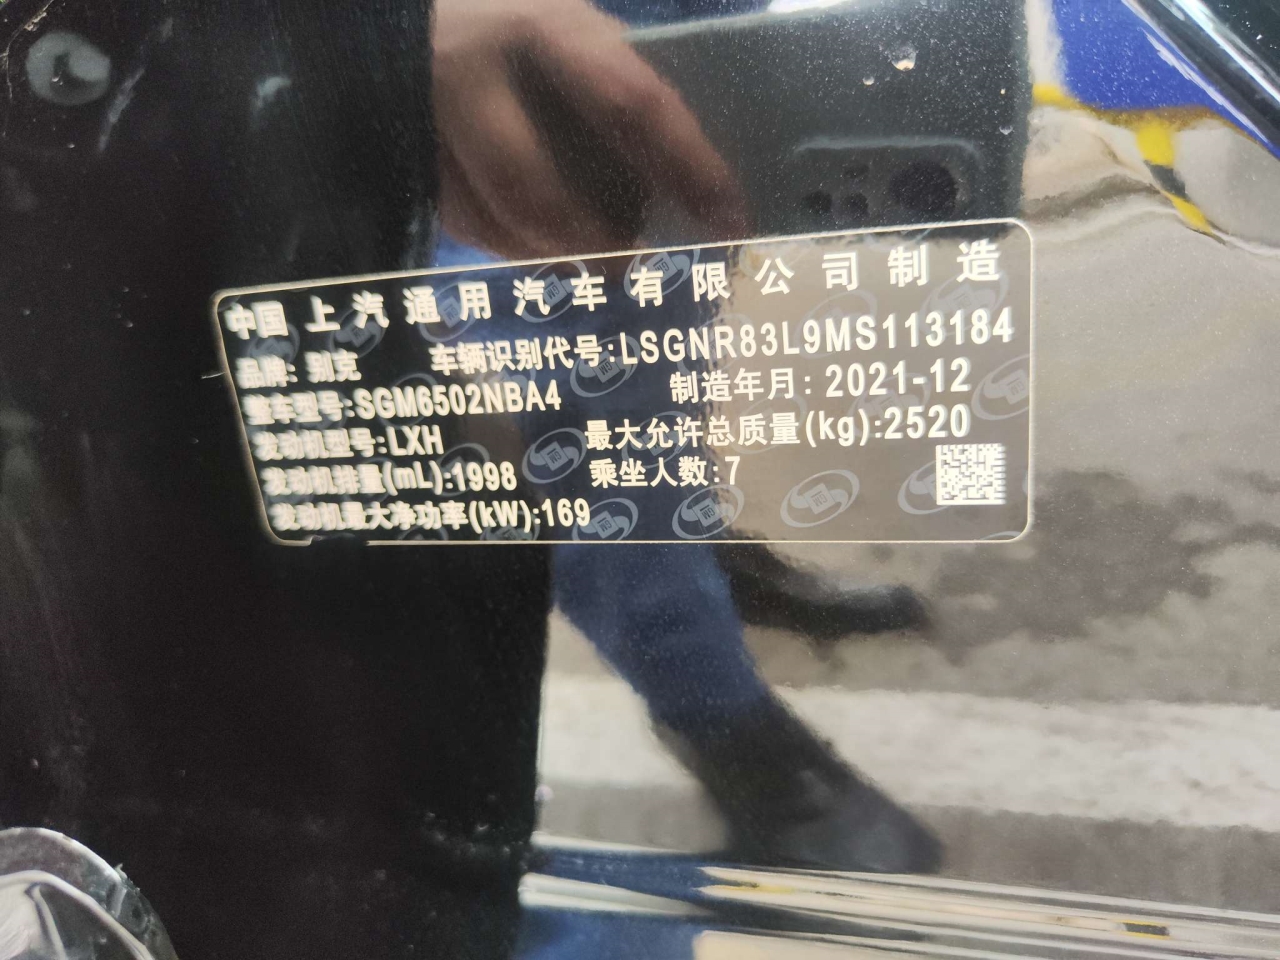 中国上汽通用汽车有限公司制造
品牌: 别克 车辆识别代号:LSGNR83L9MS113184
整车型号:SGM6502NBA4 制造年月: 2021-12
发动机型号:LXH 最大允许总质量(kg):2520
发动机排量(mL):1998 乘坐人数:7
发动机最大净功率(kW):169